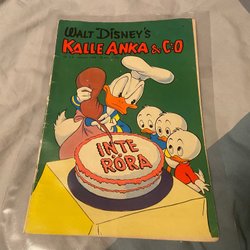 WALT DISNEY'S
KALLE ANKA & C:O
INTE
RÖRA